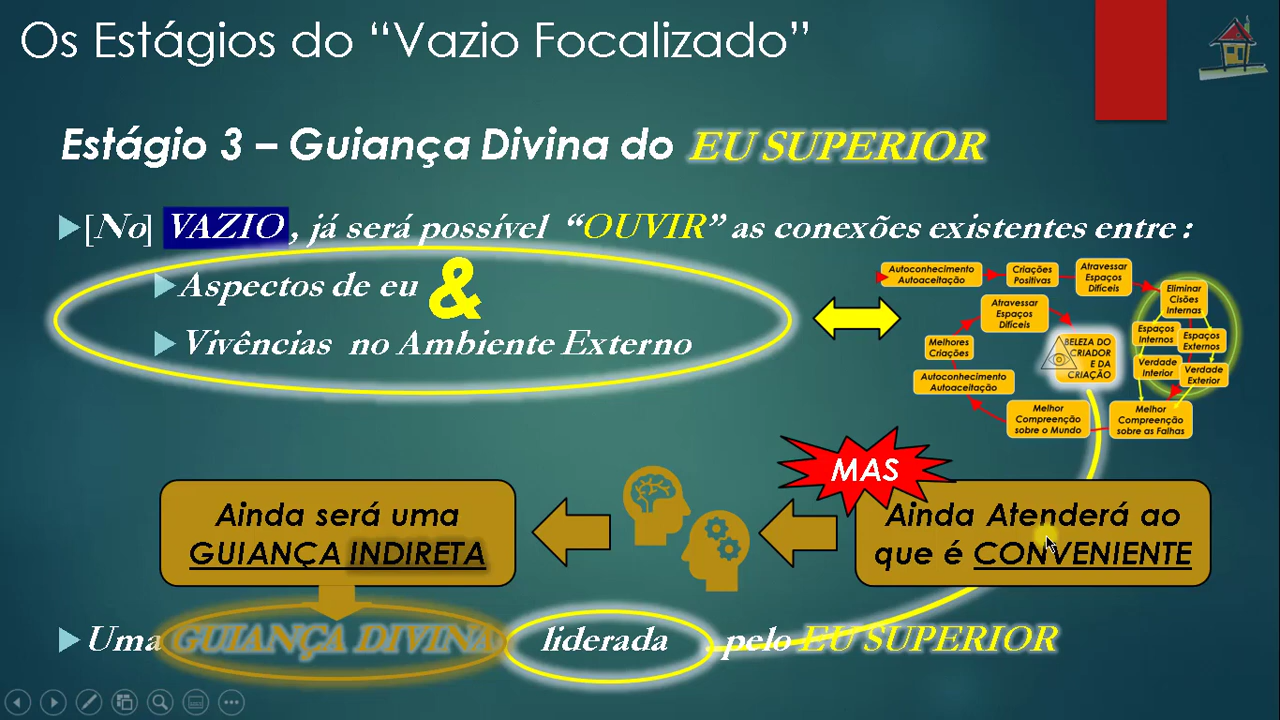 Os Estágios do “Vazio Focalizado”
Estágio 3 – Guiança Divina do EU SUPERIOR
[No] VAZIO , já será possível “OUVIR” as conexões existentes entre :
Aspectos de eu &
Vivências no Ambiente Externo
Autoconhecimento
Autoaceitação
Criações
Positivas
Atravessar
Espaços
Difíceis
Eliminar
Cisões
Internas
Espaços
Internos
Espaços
Externos
Verdade
Interior
Verdade
Exterior
Melhor
Compreenção
sobre as Falhas
Melhor
Compreenção
sobre o Mundo
Autoconhecimento
Autoaceitação
Melhores
Criações
Atravessar
Espaços
Difíceis
BELEZA DO
CRIADOR
E DA
CRIAÇÃO
MAS
Ainda Atenderá ao
que é CONVENIENTE
Ainda será uma
GUIANÇA INDIRETA
Uma GUIANÇA DIVINA liderada pelo EU SUPERIOR